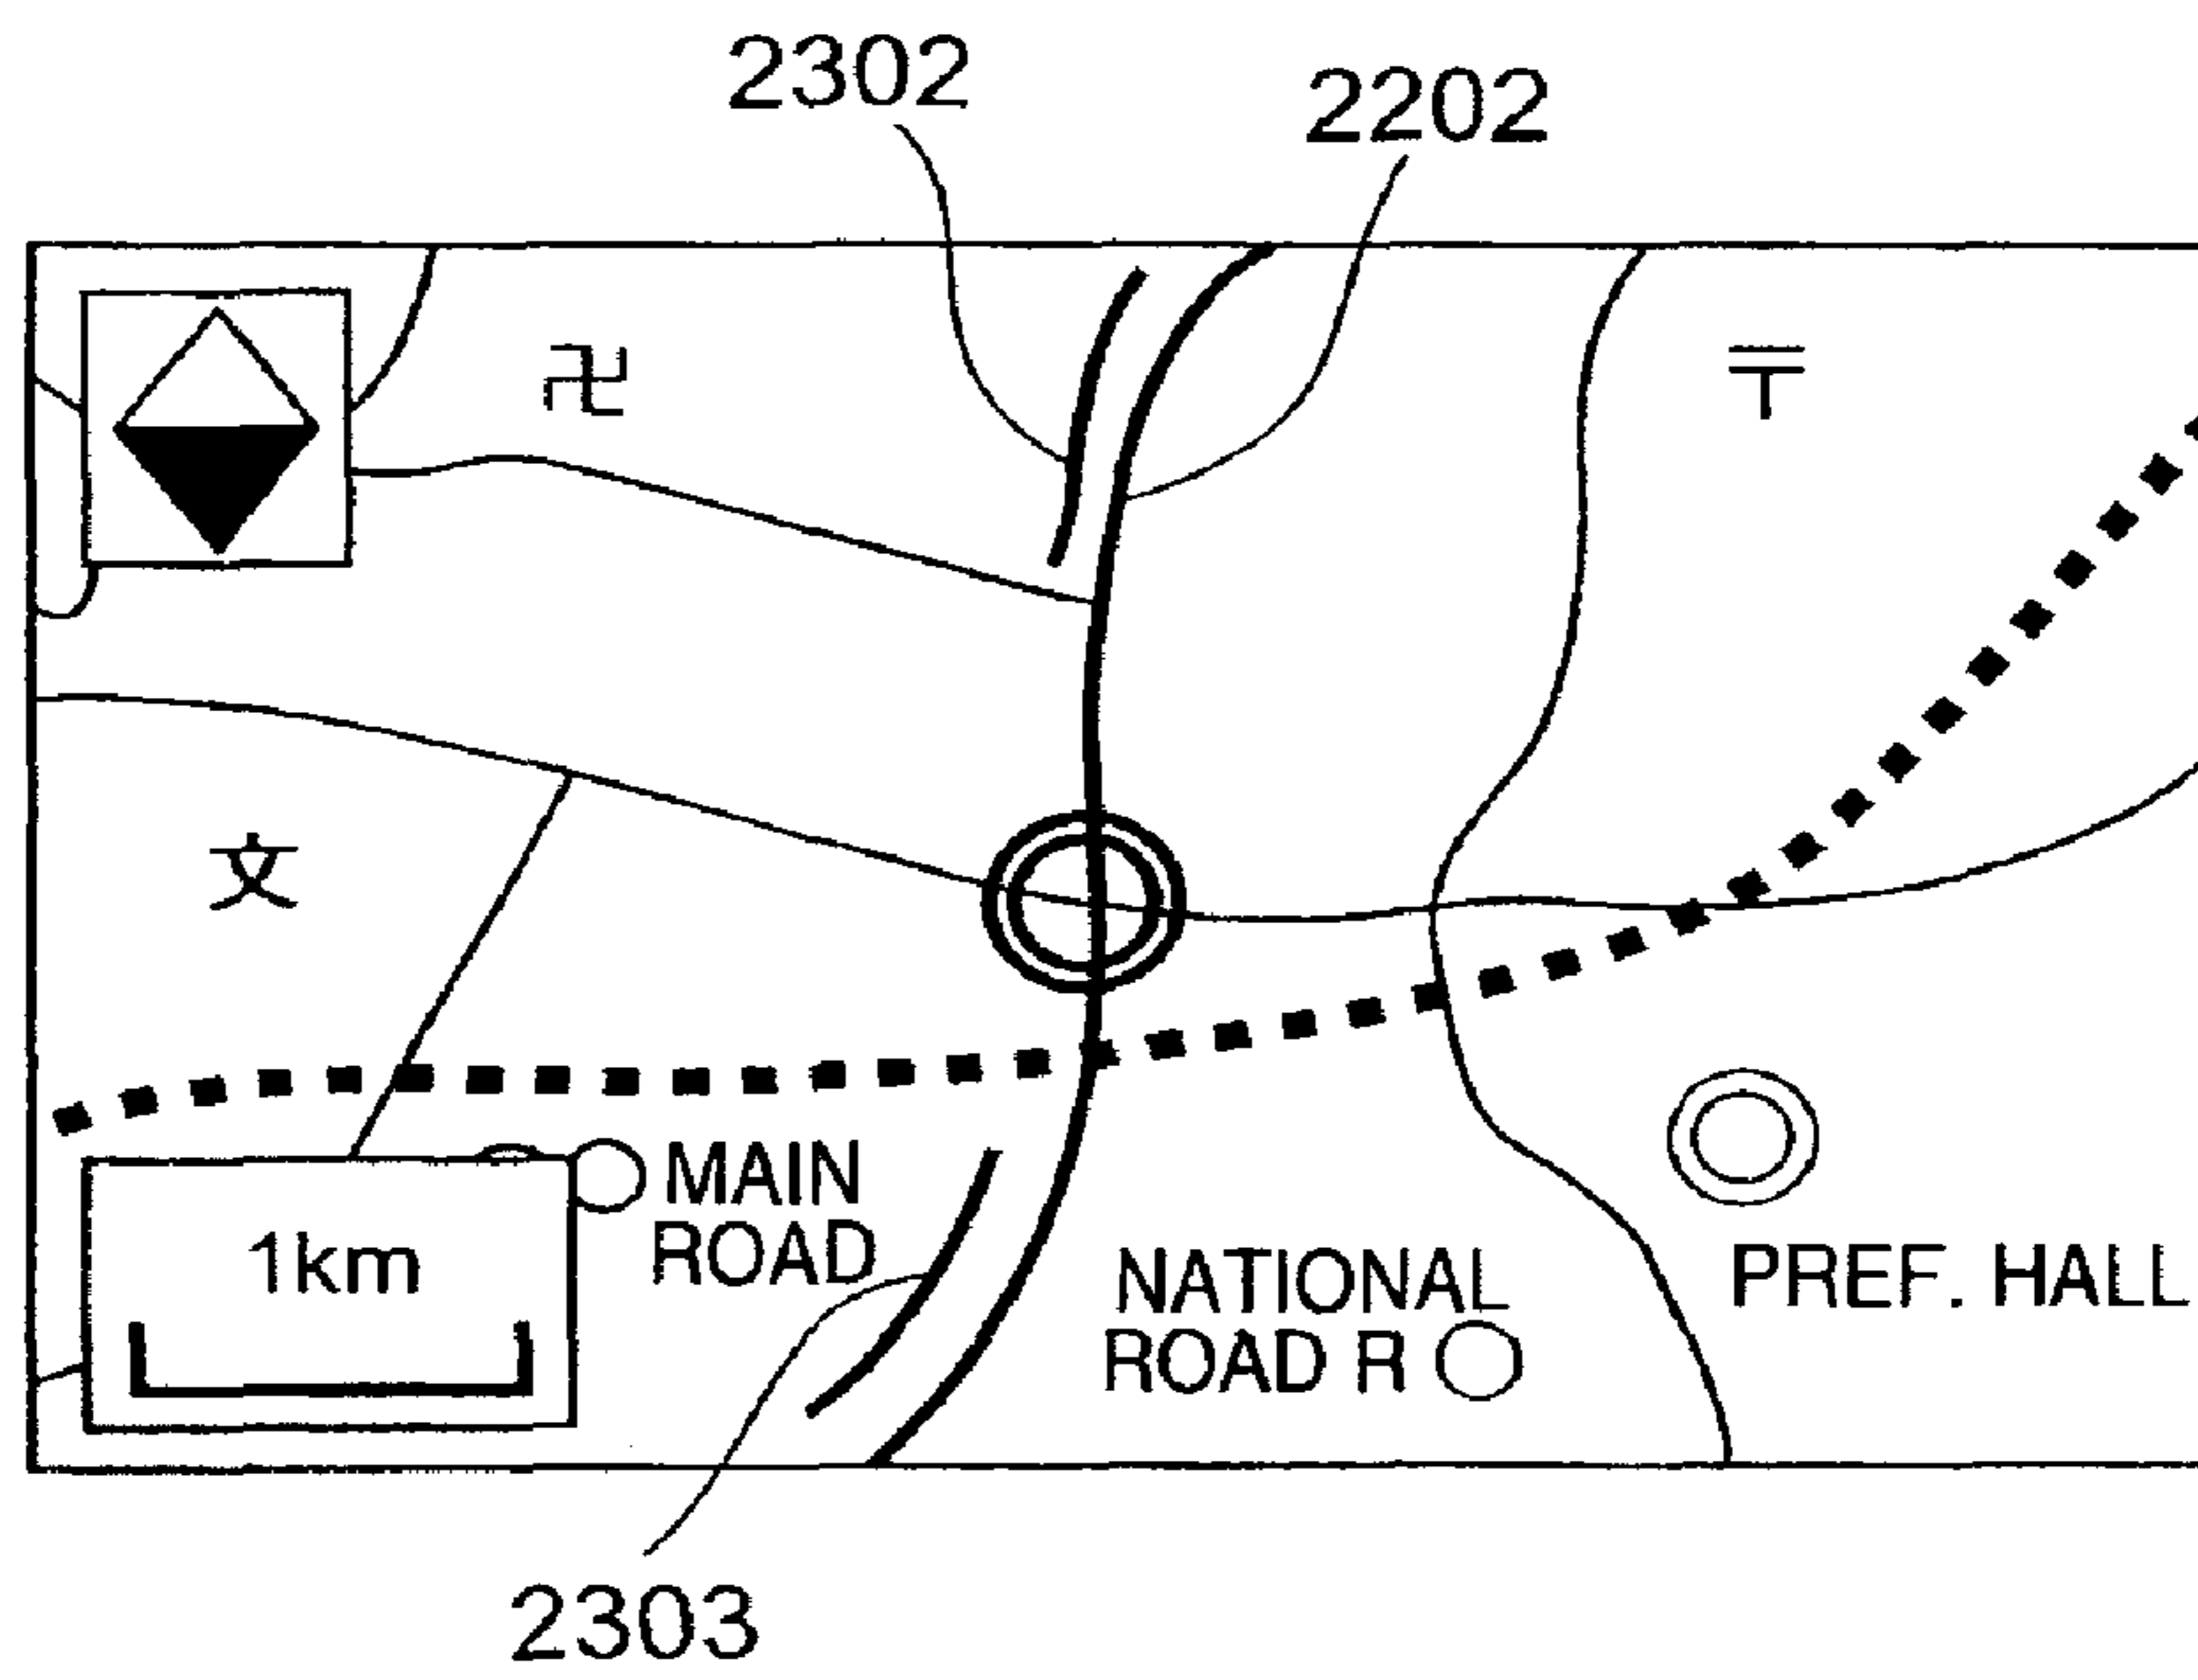 2302
2202
卍
〒
文
MAIN
ROAD
1km
NATIONAL
ROAD R ○
PREF. HALL
2303